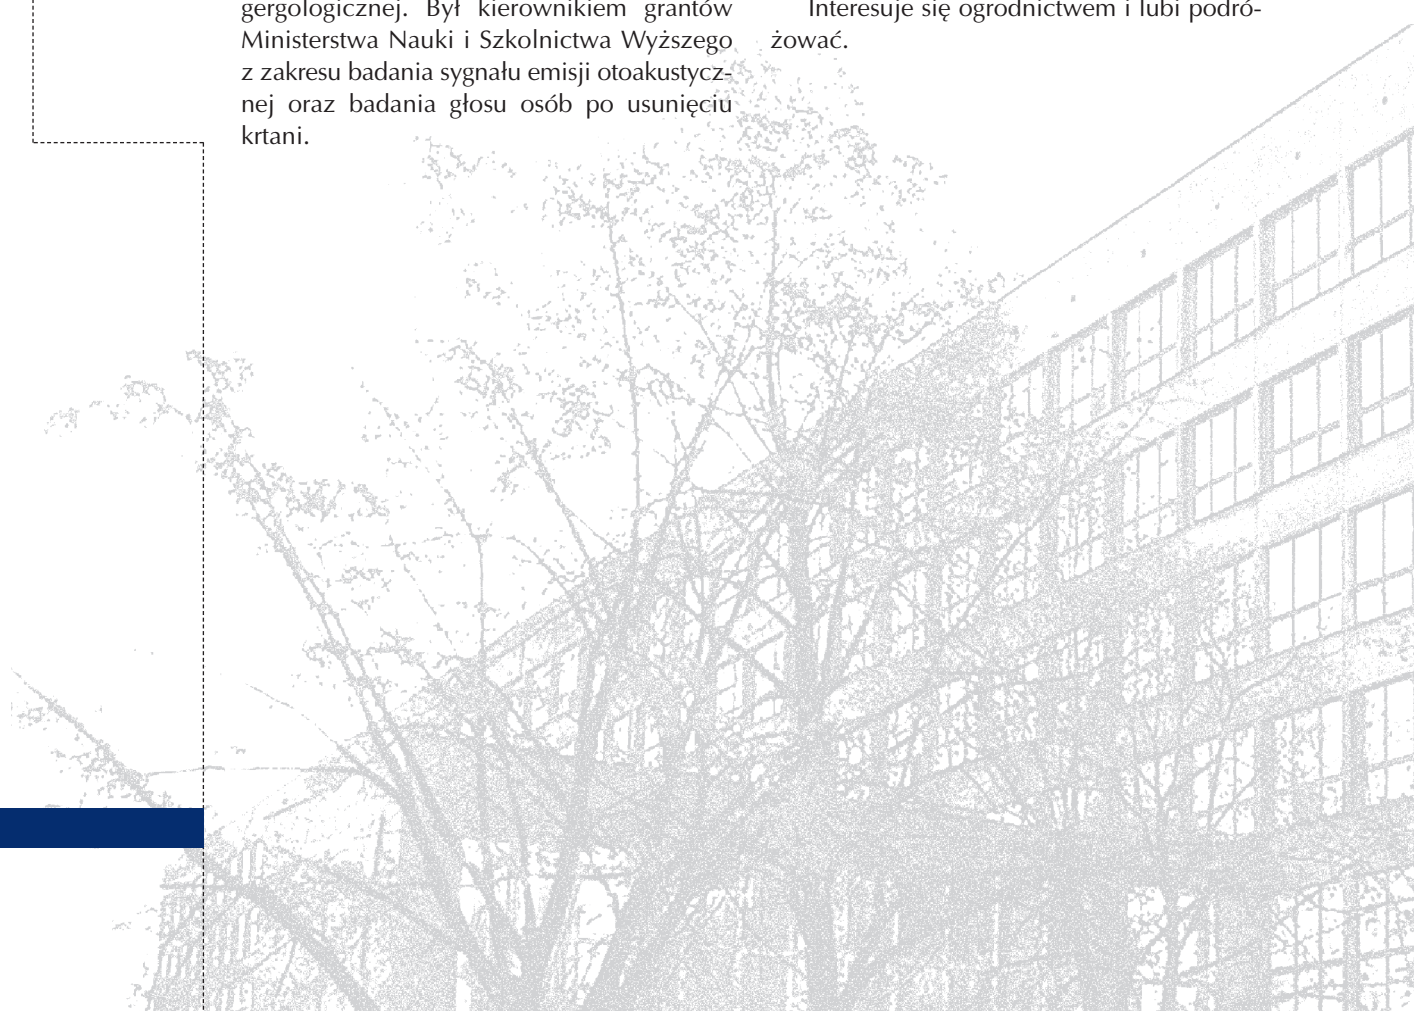 gergologicznej. Był kierownikiem grantów
Ministerstwa Nauki i Szkolnictwa Wyższego
z zakresu badania sygnału emisji otoakustycz-
nej oraz badania głosu osób po usunięciu
krtani.
Interesuje się ogrodnictwem i lubi podró-
żować.